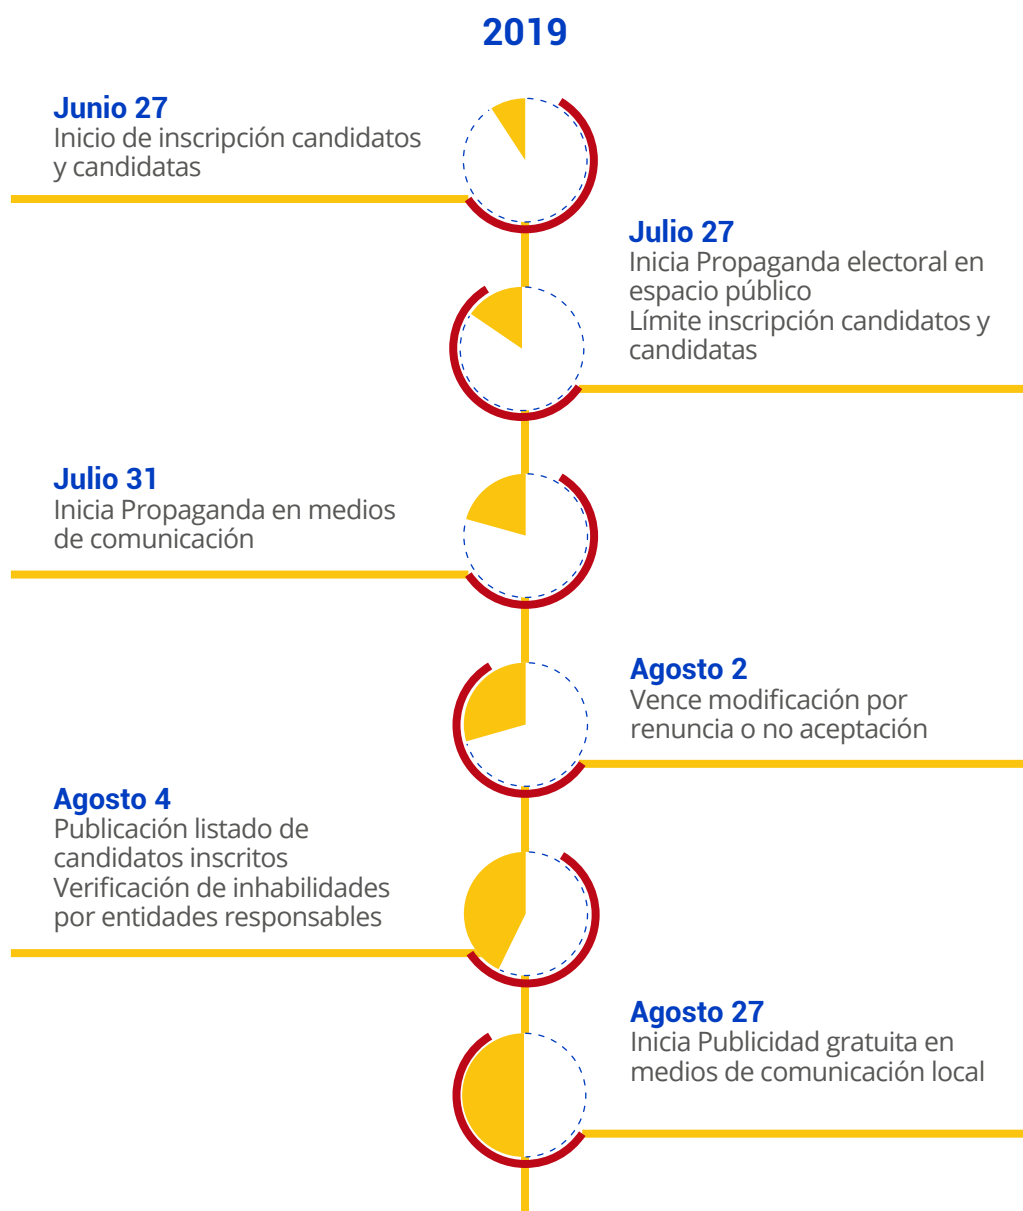 2019
Junio 27
Inicio de inscripción candidatos
y candidatas
Julio 27
Inicia Propaganda electoral en
espacio público
Límite inscripción candidatos y
candidatas
Julio 31
Inicia Propaganda en medios
de comunicación
Agosto 2
Vence modificación por
renuncia o no aceptación
Agosto 4
Publicación listado de
candidatos inscritos
Verificación de inhabilidades
por entidades responsables
Agosto 27
Inicia Publicidad gratuita en
medios de comunicación local